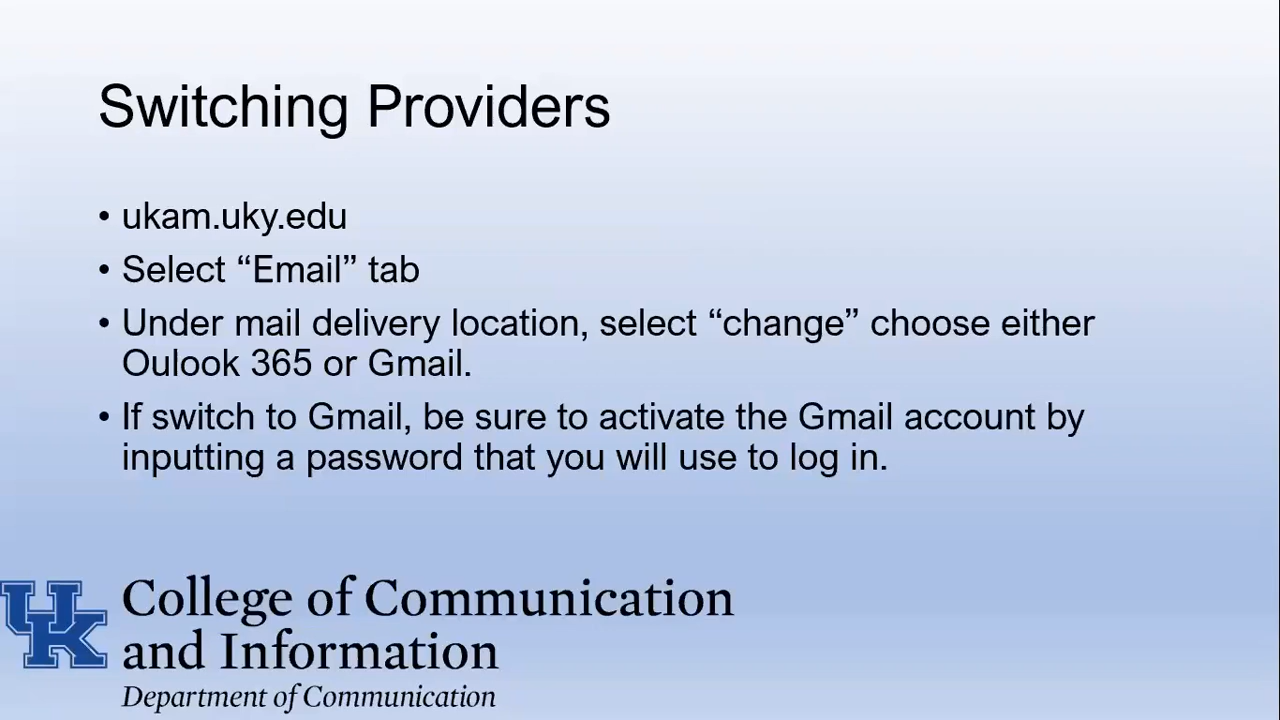 Switching Providers
• ukam.uky.edu
• Select “Email” tab
• Under mail delivery location, select “change” choose either
Oulook 365 or Gmail.
• If switch to Gmail, be sure to activate the Gmail account by
inputting a password that you will use to log in.
UK
College of Communication
and Information
Department of Communication